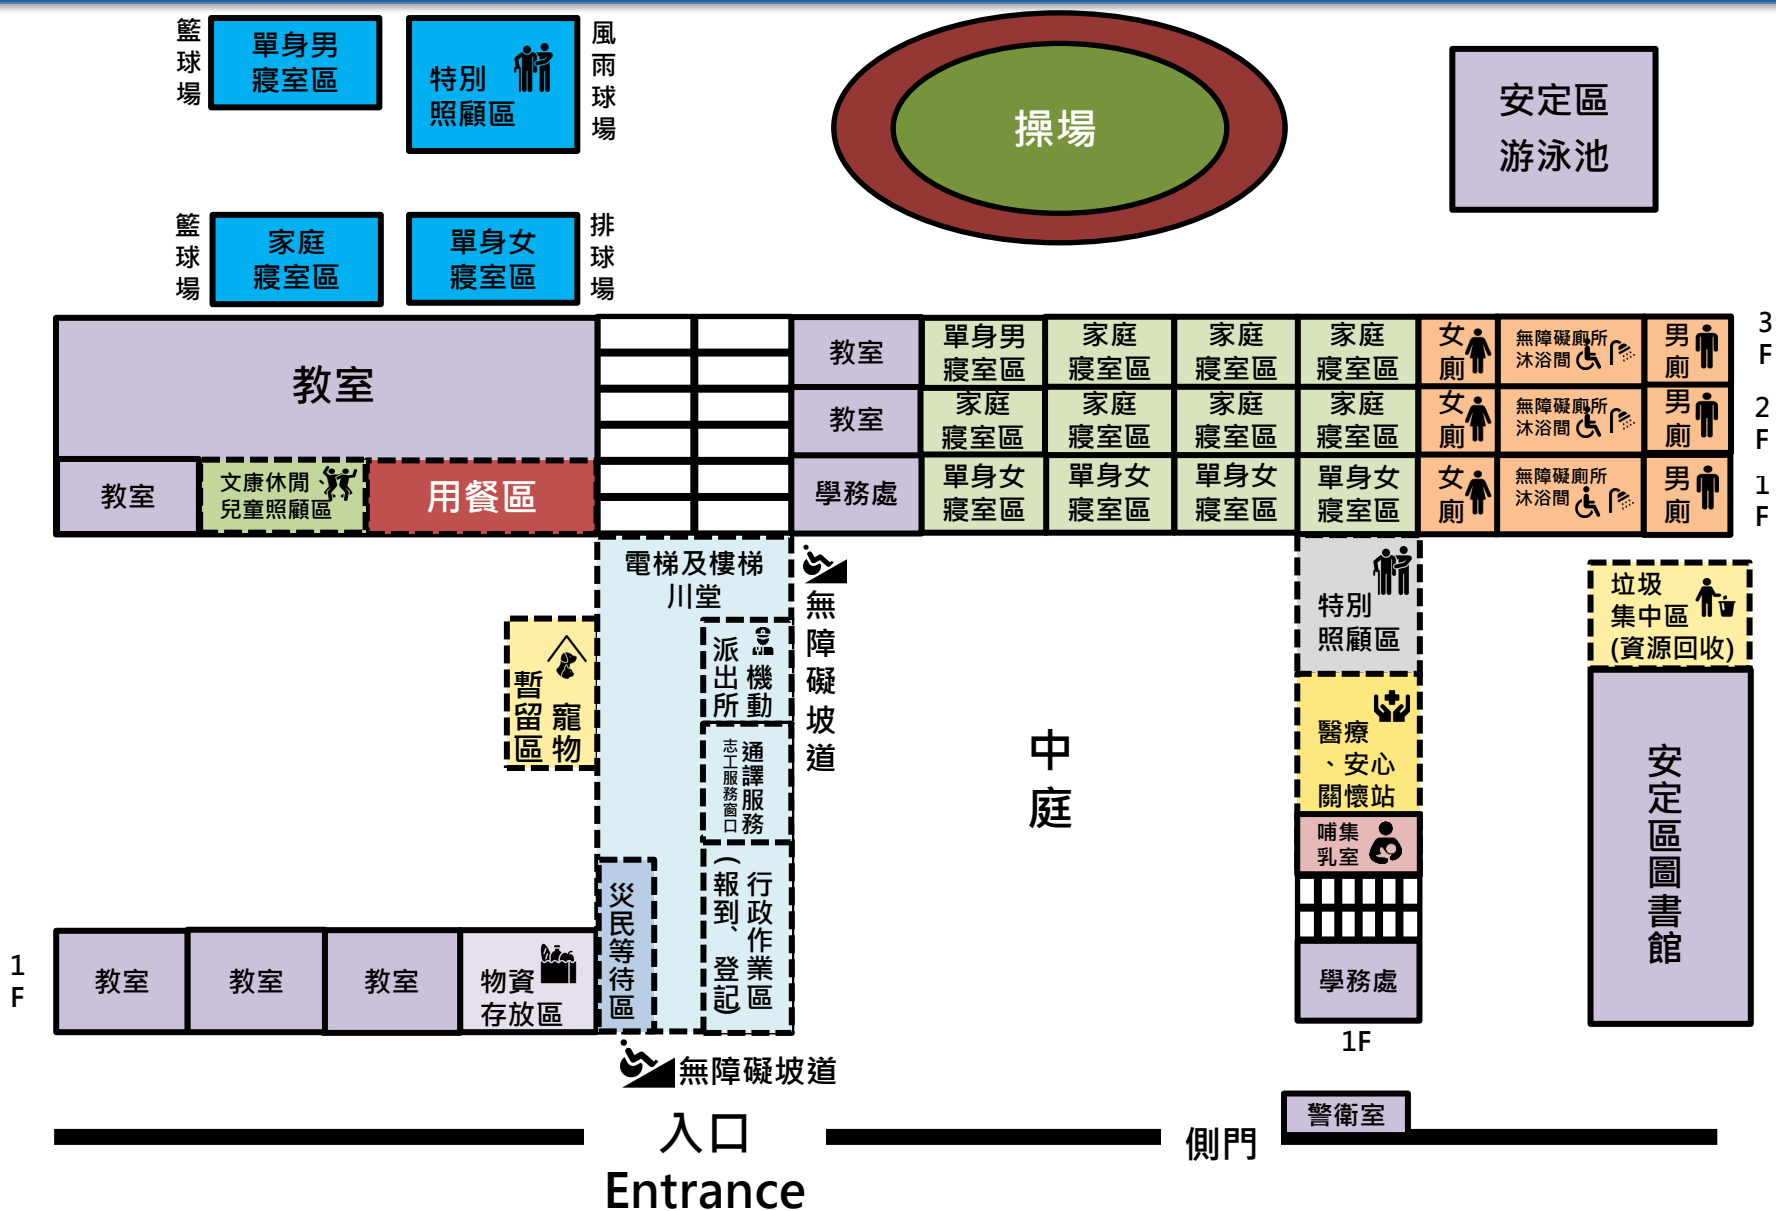 籃球場
單身男
寢室區
特別
照顧區
風雨球場
操場
安定區
游泳池
籃球場
家庭
寢室區
單身女
寢室區
排球場
教室
教室
單身男
寢室區
家庭
寢室區
家庭
寢室區
家庭
寢室區
女廁
無障礙廁所
沐浴間
男廁
3F
教室
家庭
寢室區
家庭
寢室區
家庭
寢室區
家庭
寢室區
女廁
無障礙廁所
沐浴間
男廁
2F
教室
文康休閒、
兒童照顧區
用餐區
學務處
單身女
寢室區
單身女
寢室區
單身女
寢室區
單身女
寢室區
女廁
無障礙廁所
沐浴間
男廁
1F
電梯及樓梯
川堂
無障礙坡道
特別
照顧區
垃圾
集中區
(資源回收)
寵物
暫留區
機動
派出所
通譯服務
志工服務窗口
中庭
醫療
、安心
關懷站
哺集
乳室
安定區圖書館
災民等待區
行政作業區
(報到、登記)
1F
教室
教室
教室
物資
存放區
學務處
1F
無障礙坡道
警衛室
入口
Entrance
側門